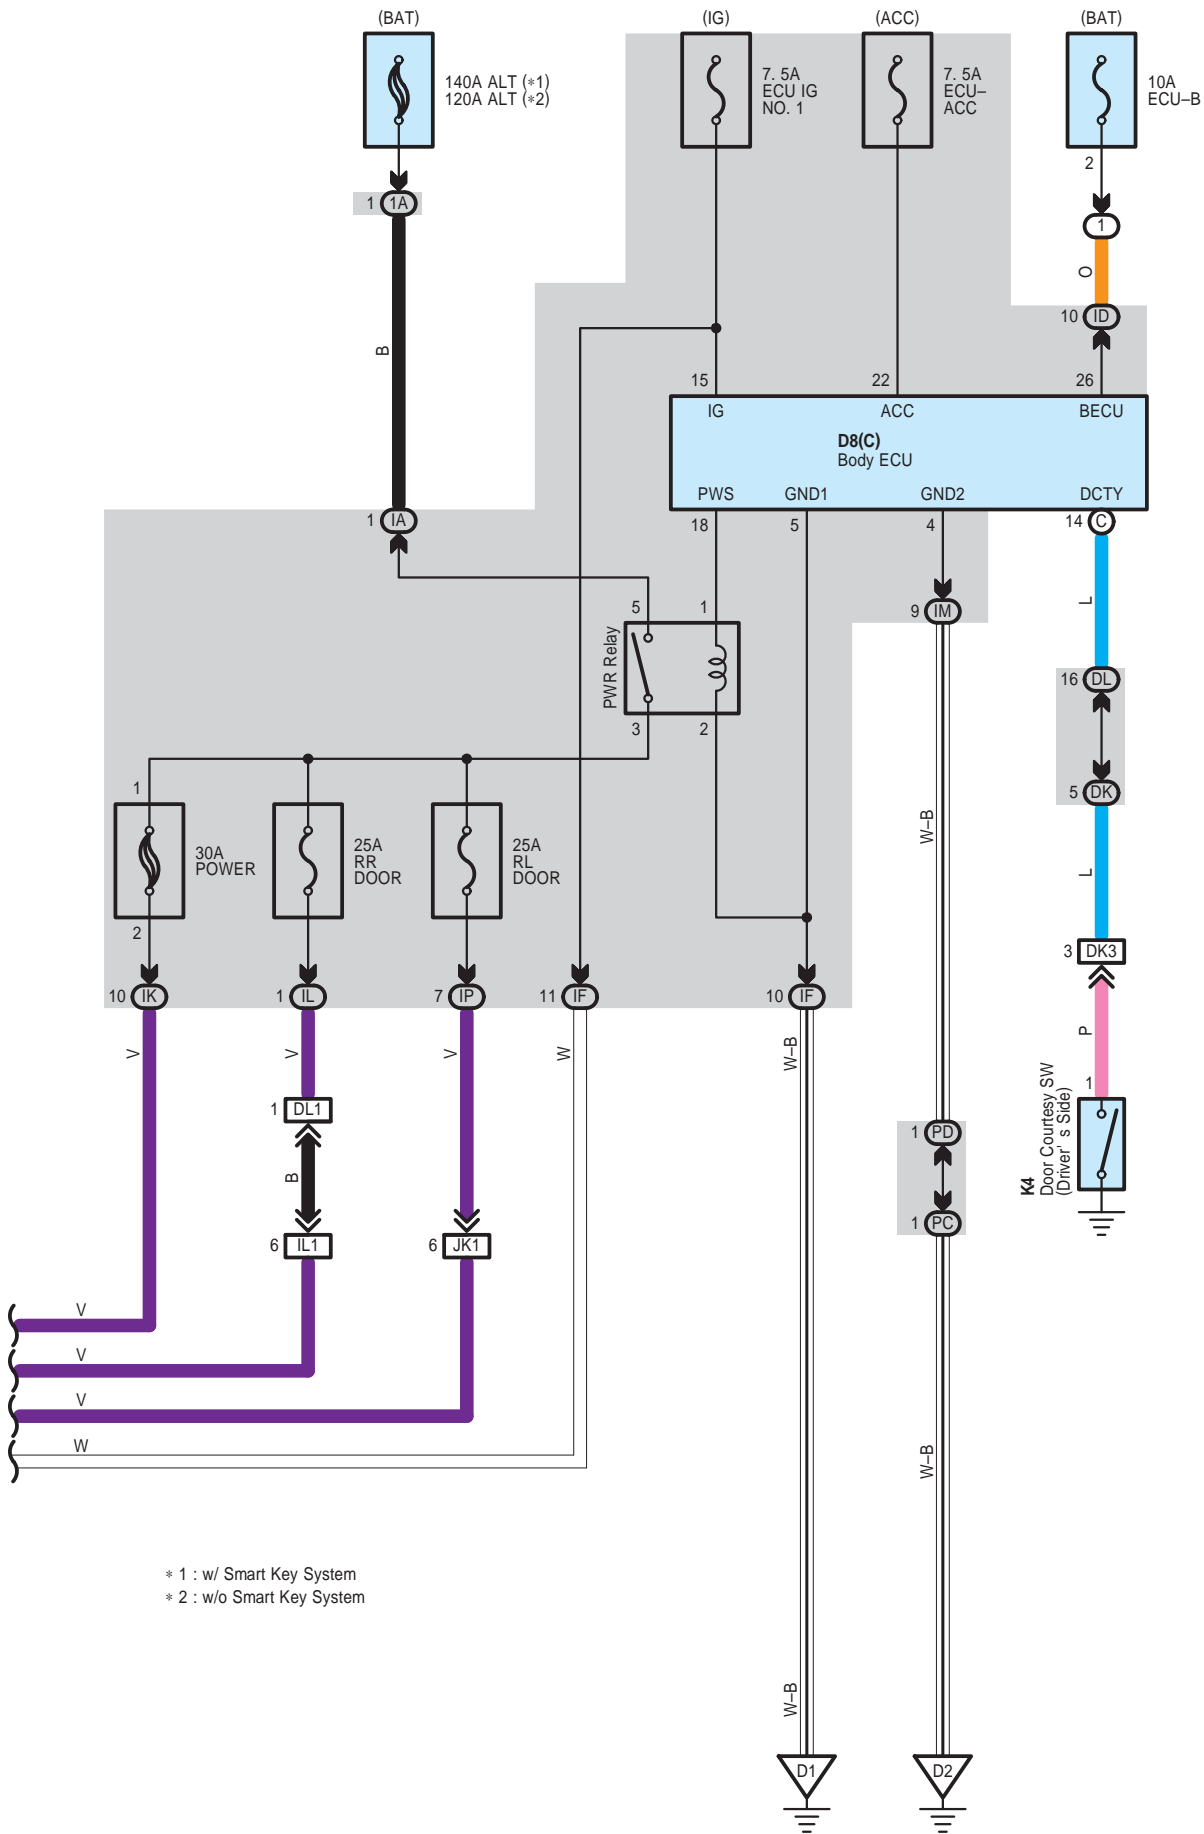 (BAT)
(IG)
(ACC)
(BAT)
140A ALT (*1)
120A ALT (*2)
7. 5A
ECU IG
NO. 1
7. 5A
ECU–
ACC
10A
ECU–B
2
1 1A
1
O
10 ID
B
15
22
26
IG
ACC
BECU
D8(C)
Body ECU
PWS
GND1
GND2
DCTY
1 IA
18
5
4
14 C
L
5
1
9 IM
PWR Relay
16 DL
3
2
1
5 DK
30A
POWER
25A
RR
DOOR
25A
RL
DOOR
W–B
L
2
3 DK3
10 IK
1 IL
7 IP
11 IF
10 IF
V
V
V
W
W–B
P
1
K4
Door Courtesy SW
(Driver' s Side)
1 DL1
1 PD
B
6 IL1
6 JK1
1 PC
V
V
V
W
W–B
* 1 : w/ Smart Key System
* 2 : w/o Smart Key System
W–B
D1
D2